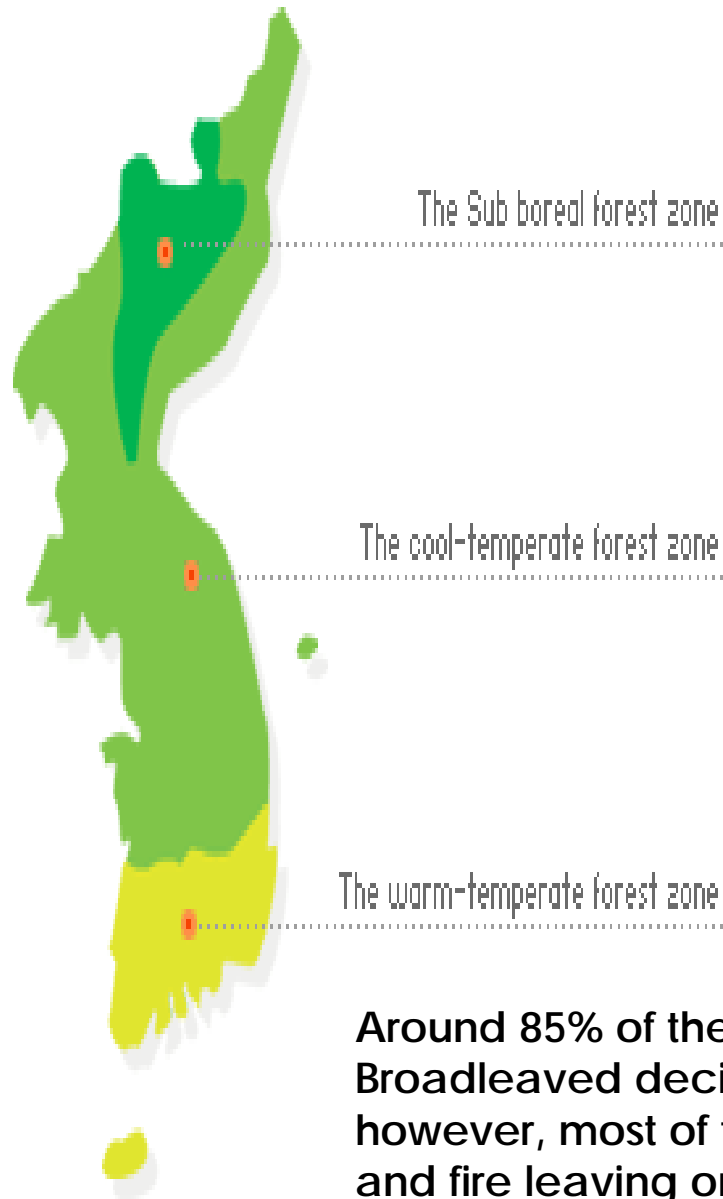 The Sub boreal forest zone
The cool-temperate forest zone
The warm-temperate forest zone
Around 85% of the
Broadleaved deci
however, most of
and fire leaving